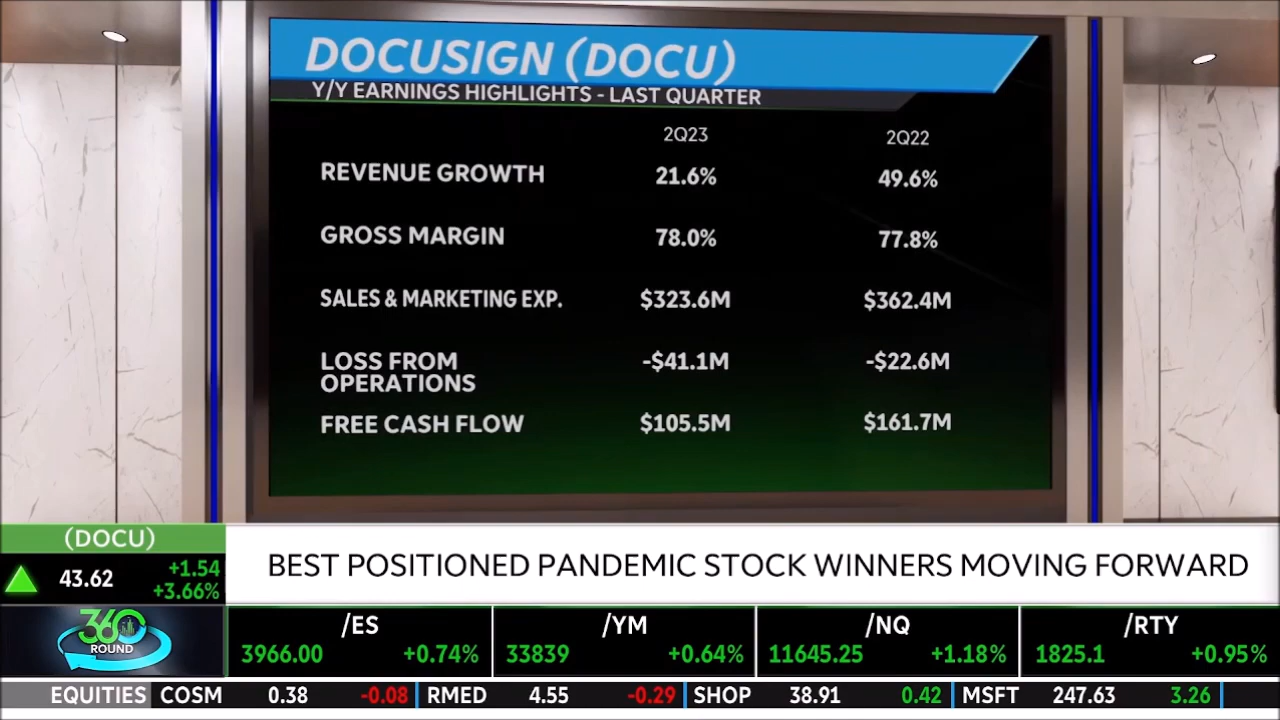 DOCUSIGN (DOCU)
Y/Y EARNINGS HIGHLIGHTS - LAST QUARTER
2Q23 2Q22
REVENUE GROWTH 21.6% 49.6%
GROSS MARGIN 78.0% 77.8%
SALES & MARKETING EXP. $323.6M $362.4M
LOSS FROM -$41.1M -$22.6M
OPERATIONS
FREE CASH FLOW $105.5M $161.7M
(DOCU)
43.62 +1.54
+3.66%
BEST POSITIONED PANDEMIC STOCK WINNERS MOVING FORWARD
360
ROUND
/ES /YM /NQ /RTY
3966.00 +0.74% 33839 +0.64% 11645.25 +1.18% 1825.1 +0.95%
EQUITIES COSM 0.38 -0.08 RMED 4.55 -0.29 SHOP 38.91 0.42 MSFT 247.63 3.26